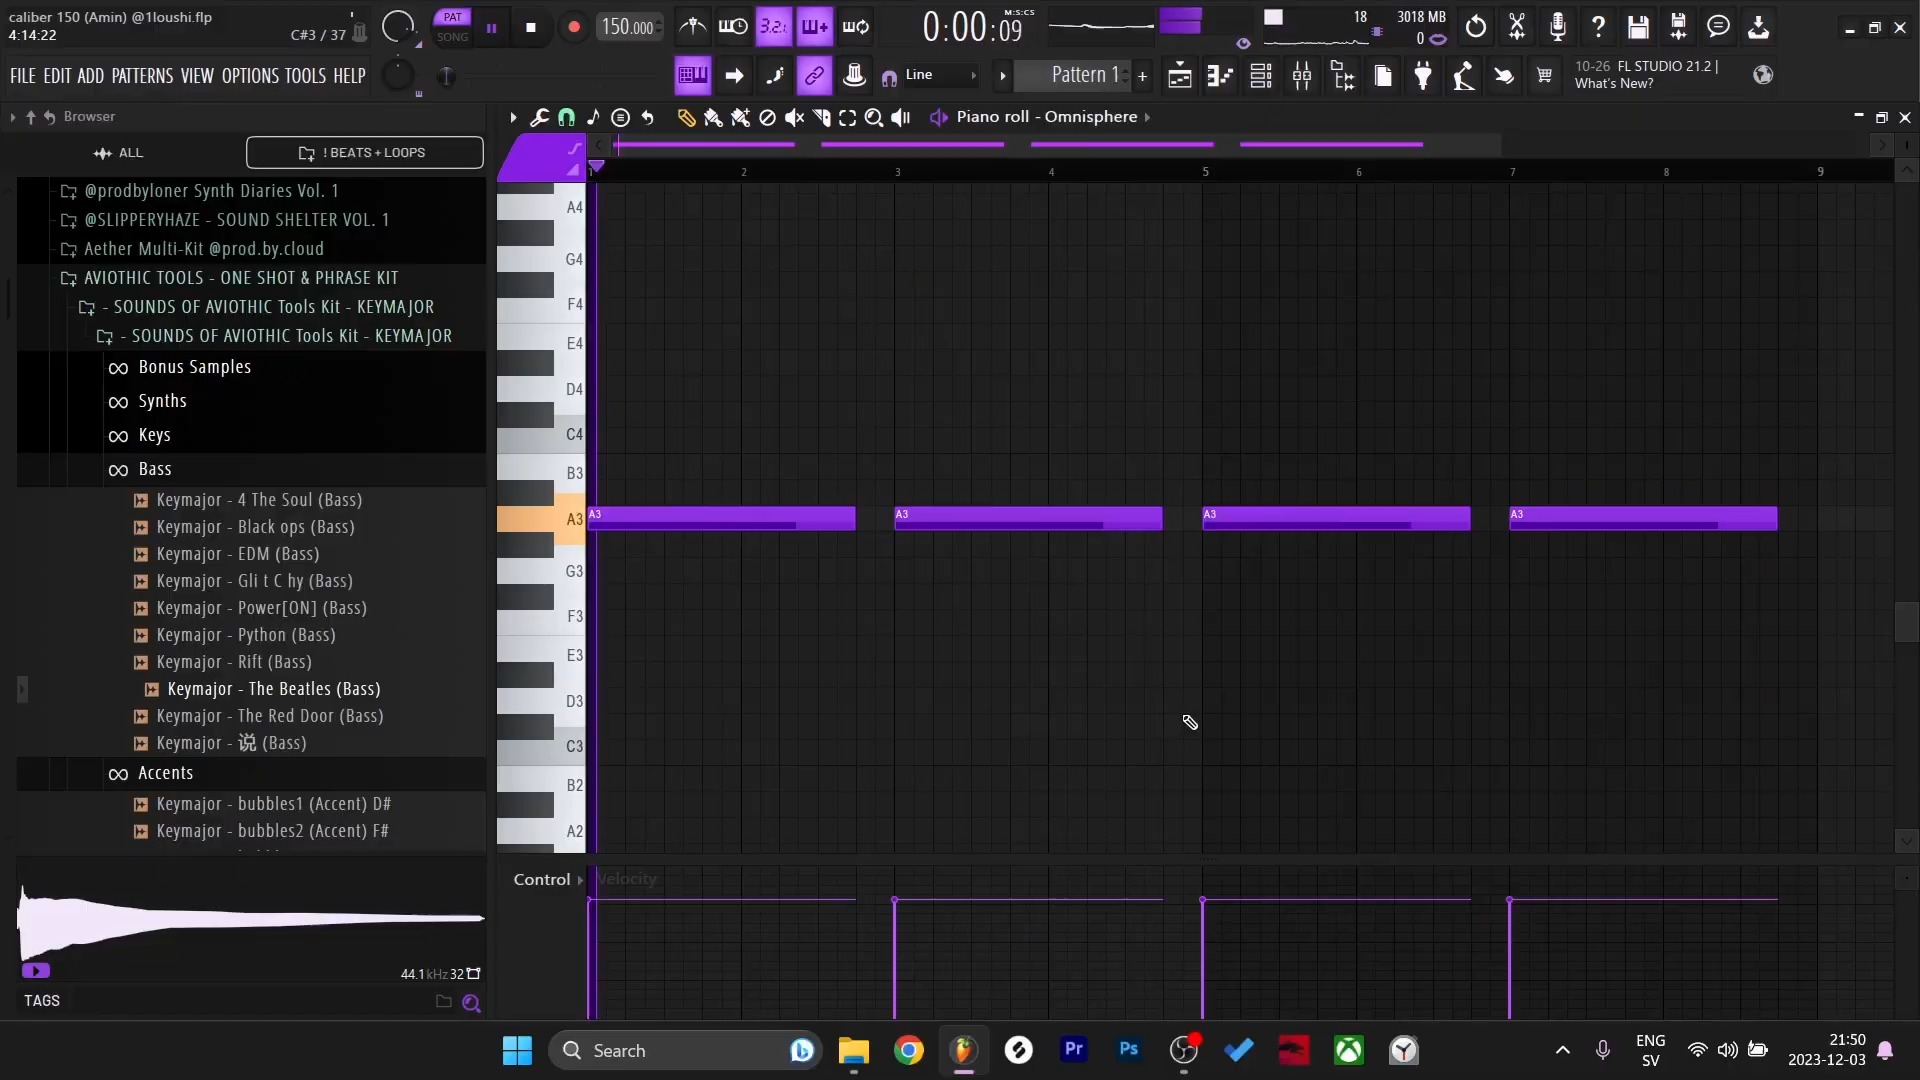 caliber 150 (Amin) @1loushi.flp
4:14:22
C#3 / 37
PAT
SONG
150.000
3.2.1
0:00:09
M:S:CS
18
3018 MB
0
FILE EDIT ADD PATTERNS VIEW OPTIONS TOOLS HELP
Line
Pattern 1
10-26 FL STUDIO 21.2 |
What's New?
Browser
Piano roll - Omnisphere
ALL
! BEATS + LOOPS
1 2 3 4 5 6 7 8 9
@prodbyloner Synth Diaries Vol. 1
@SLIPPERYHAZE - SOUND SHELTER VOL. 1
Aether Multi-Kit @prod.by.cloud
AVIOTHIC TOOLS - ONE SHOT & PHRASE KIT
- SOUNDS OF AVIOTHIC Tools Kit - KEYMAJOR
- SOUNDS OF AVIOTHIC Tools Kit - KEYMAJOR
Bonus Samples
Synths
Keys
Bass
Keymajor - 4 The Soul (Bass)
Keymajor - Black ops (Bass)
Keymajor - EDM (Bass)
Keymajor - Gli t C hy (Bass)
Keymajor - Power[ON] (Bass)
Keymajor - Python (Bass)
Keymajor - Rift (Bass)
Keymajor - The Beatles (Bass)
Keymajor - The Red Door (Bass)
Keymajor - 说 (Bass)
Accents
Keymajor - bubbles1 (Accent) D#
Keymajor - bubbles2 (Accent) F#
A4
G4
F4
E4
D4
C4
B3
A3
A3 A3 A3 A3
G3
F3
E3
D3
C3
B2
A2
Control
Velocity
44.1kHz 32
TAGS
Search
Pr
Ps
ENG
SV
21:50
2023-12-03